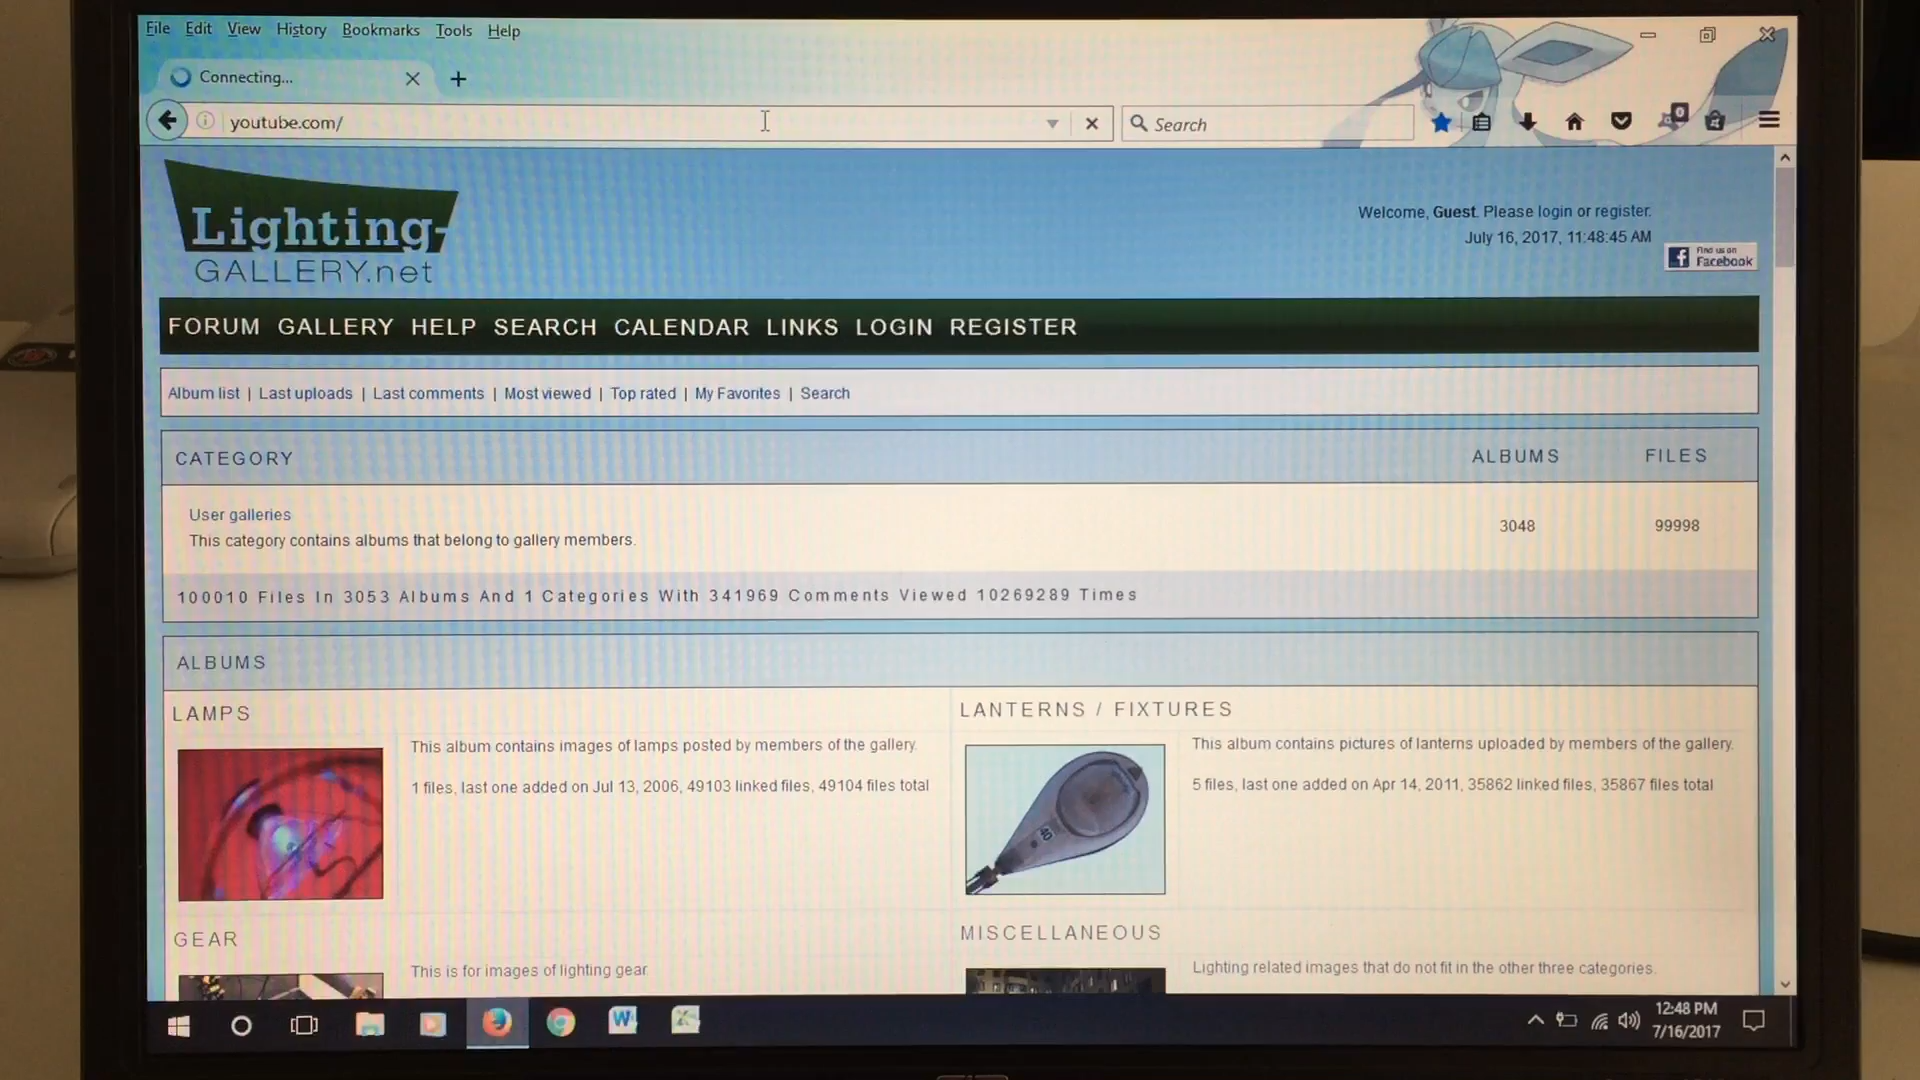 File Edit View History Bookmarks Tools Help
Connecting...
youtube.com/
Search
Lighting-
GALLERY.net
Welcome, Guest. Please login or register.
July 16, 2017, 11:48:45 AM
Find us on
Facebook
FORUM GALLERY HELP SEARCH CALENDAR LINKS LOGIN REGISTER
Album list | Last uploads | Last comments | Most viewed | Top rated | My Favorites | Search
CATEGORY ALBUMS FILES
User galleries
This category contains albums that belong to gallery members.
3048 99998
100010 Files In 3053 Albums And 1 Categories With 341969 Comments Viewed 10269289 Times
ALBUMS
LAMPS
This album contains images of lamps posted by members of the gallery.
1 files, last one added on Jul 13, 2006, 49103 linked files, 49104 files total
LANTERNS / FIXTURES
40
This album contains pictures of lanterns uploaded by members of the gallery.
5 files, last one added on Apr 14, 2011, 35862 linked files, 35867 files total
GEAR
This is for images of lighting gear
MISCELLANEOUS
Lighting related images that do not fit in the other three categories.
12:48 PM
7/16/2017